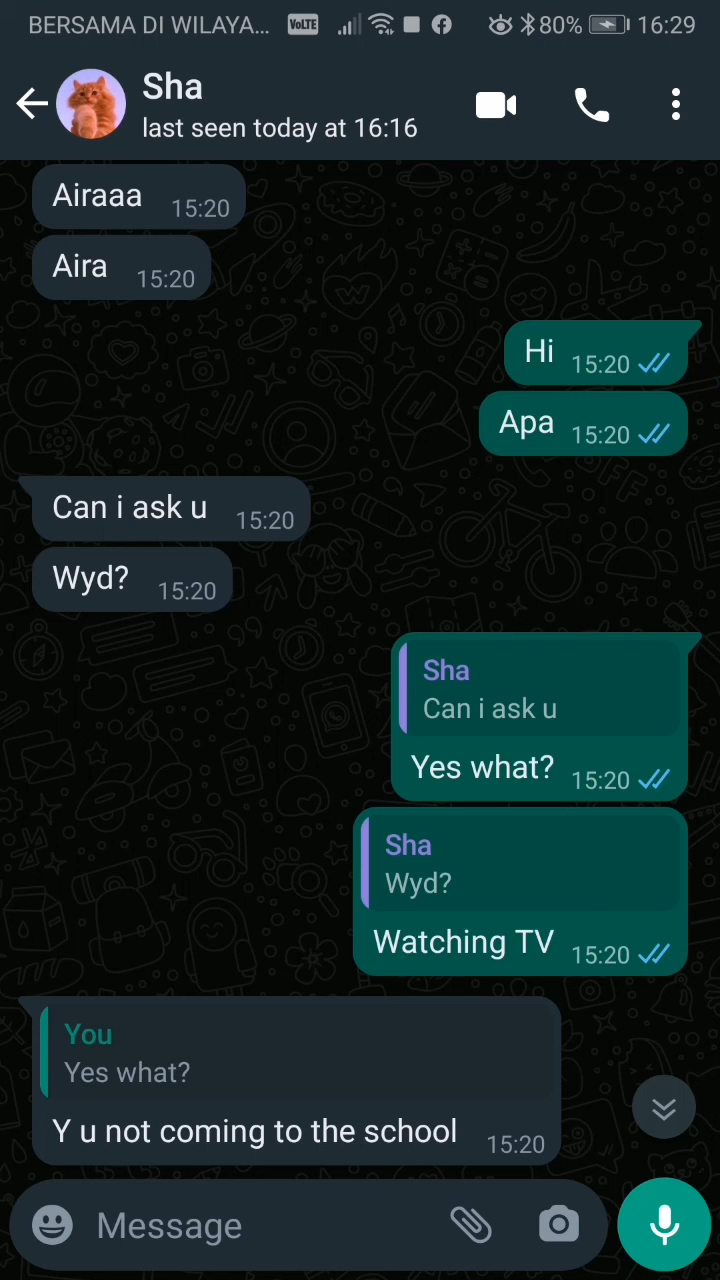 BERSAMA DI WILAYA...
VoLTE
80%
16:29
Sha
last seen today at 16:16
Airaaa 15:20
Aira 15:20
Hi 15:20
Apa 15:20
Can i ask u 15:20
Wyd? 15:20
Sha
Can i ask u
Yes what? 15:20
Sha
Wyd?
Watching TV 15:20
You
Yes what?
Y u not coming to the school 15:20
Message